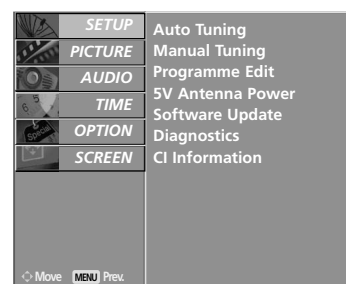 SETUP
PICTURE
AUDIO
TIME
OPTION
SCREEN
Auto Tuning
Manual Tuning
Programme Edit
5V Antenna Power
Software Update
Diagnostics
CI Information
Move MENU Prev.